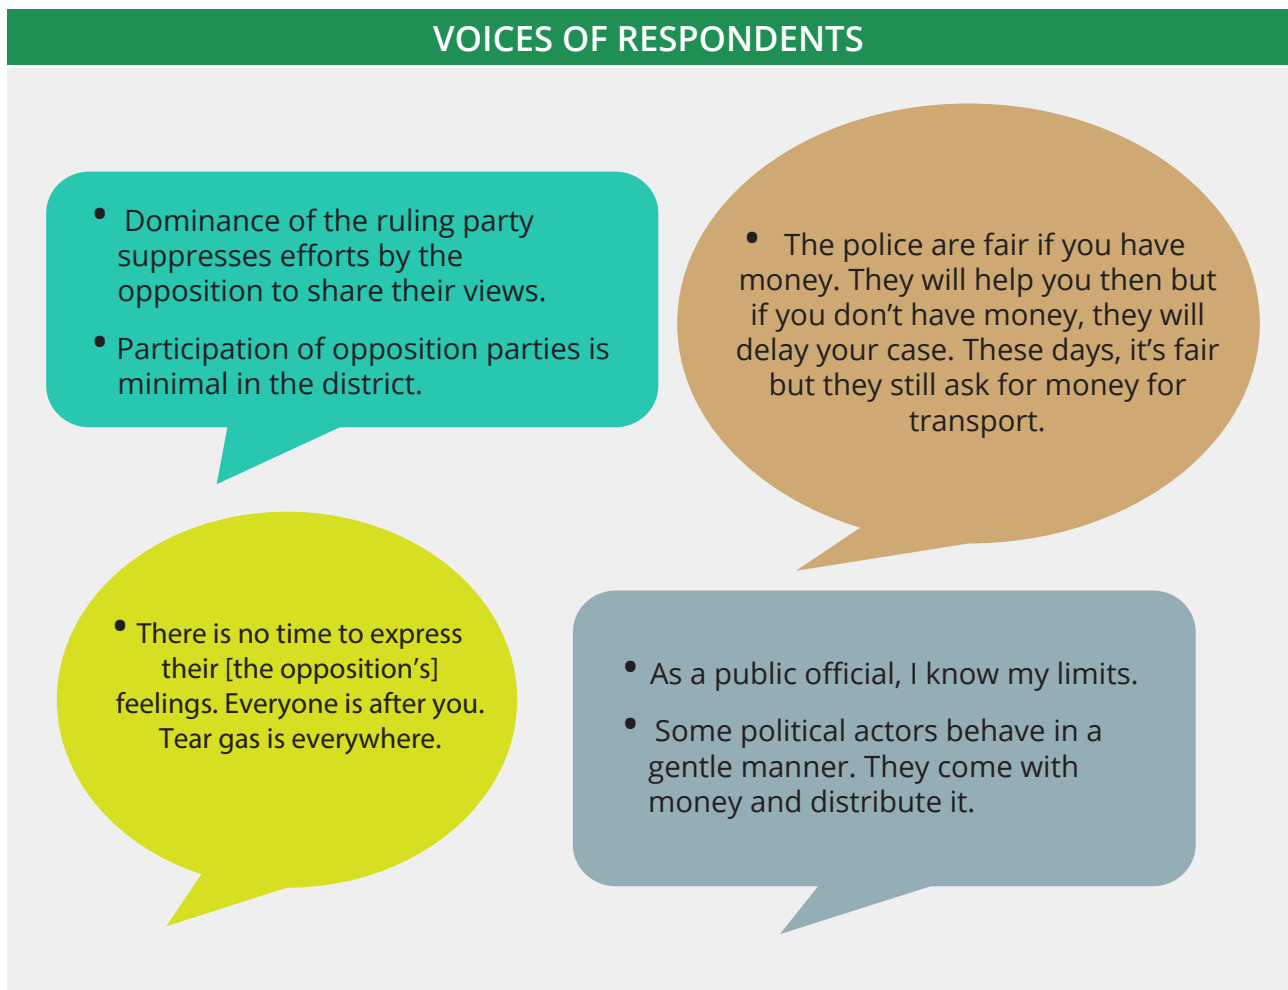 VOICES OF RESPONDENTS
• Dominance of the ruling party
suppresses efforts by the
opposition to share their views.
• Participation of opposition parties is
minimal in the district.
• The police are fair if you have
money. They will help you then but
if you don’t have money, they will
delay your case. These days, it’s fair
but they still ask for money for
transport.
• There is no time to express
their [the opposition’s]
feelings. Everyone is after you.
Tear gas is everywhere.
• As a public official, I know my limits.
• Some political actors behave in a
gentle manner. They come with
money and distribute it.